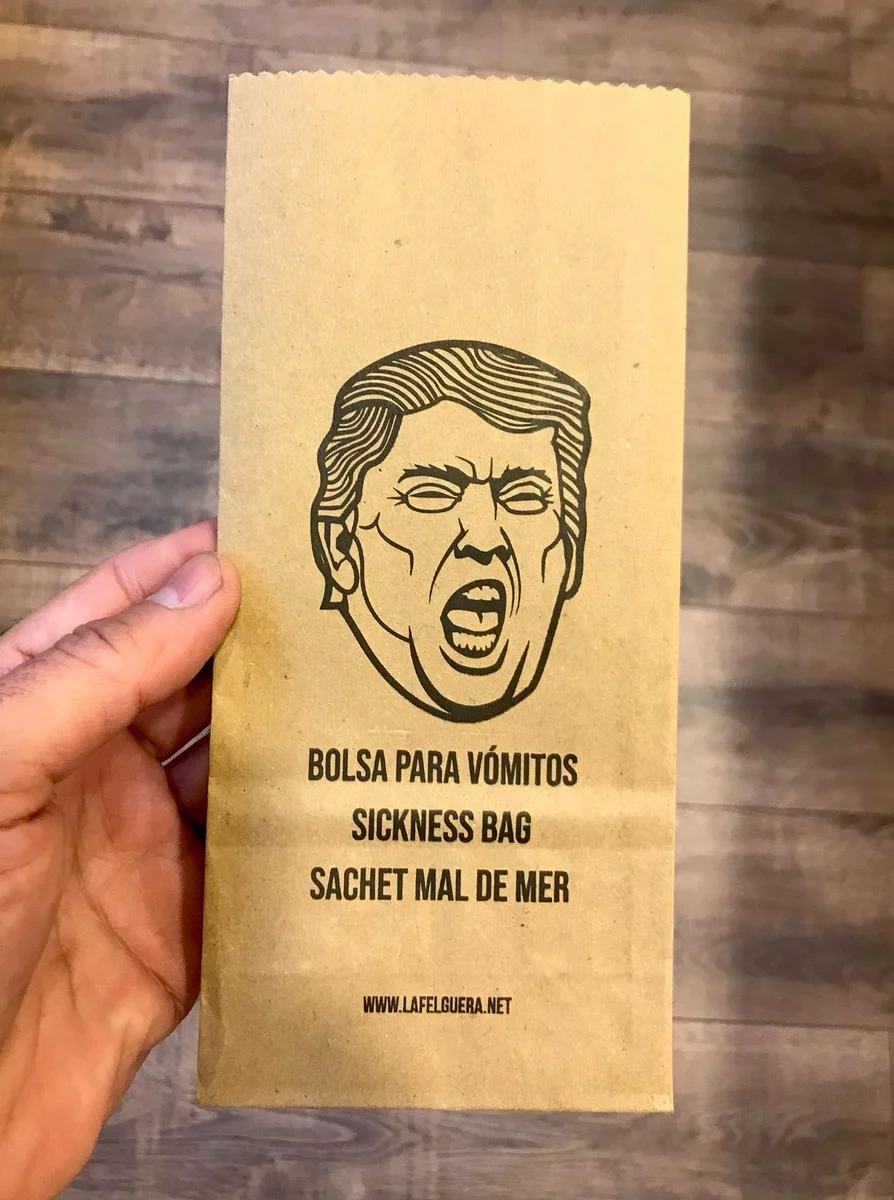 BOLSA PARA VÓMITOS
SICKNESS BAG
SACHET MAL DE MER
WWW.LAFELGUERA.NET